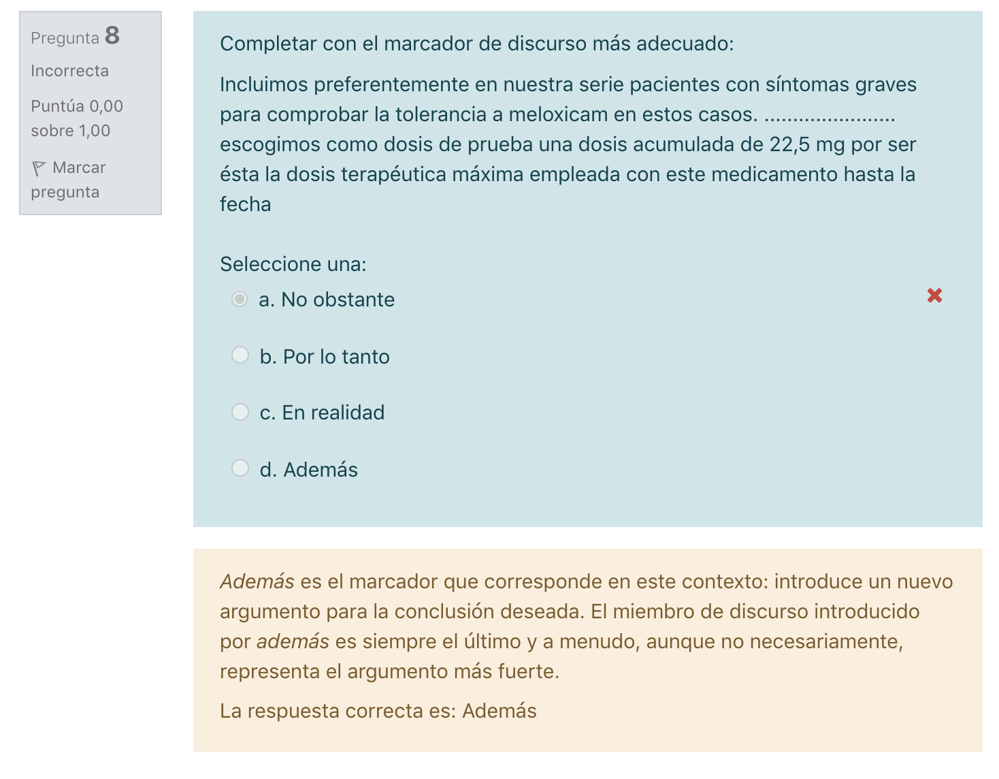 Pregunta 8
Incorrecta
Puntúa 0,00
sobre 1,00
Marcar
pregunta
Completar con el marcador de discurso más adecuado:
Incluimos preferentemente en nuestra serie pacientes con síntomas graves
para comprobar la tolerancia a meloxicam en estos casos. .......................
escogimos como dosis de prueba una dosis acumulada de 22,5 mg por ser
ésta la dosis terapéutica máxima empleada con este medicamento hasta la
fecha
Seleccione una:
a. No obstante
b. Por lo tanto
c. En realidad
d. Además
Además es el marcador que corresponde en este contexto: introduce un nuevo
argumento para la conclusión deseada. El miembro de discurso introducido
por además es siempre el último y a menudo, aunque no necesariamente,
representa el argumento más fuerte.
La respuesta correcta es: Además